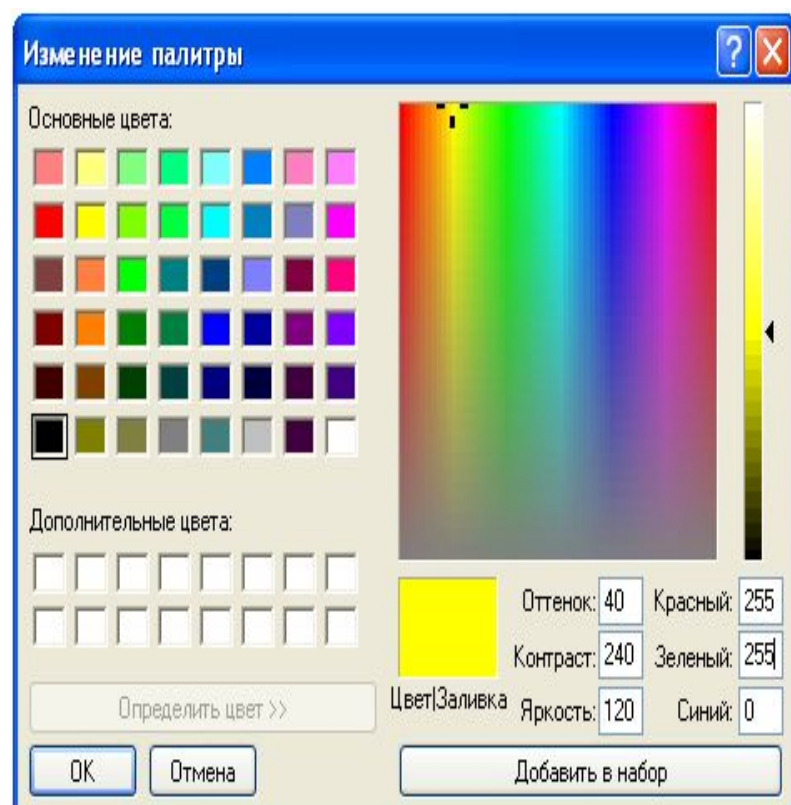 Изменение палитры
Основные цвета:
Дополнительные цвета:
Определить цвет >>
OK Отмена
Цвет|Заливка
Оттенок: 40 Красный: 255
Контраст: 240 Зеленый: 255
Яркость: 120 Синий: 0
Добавить в набор